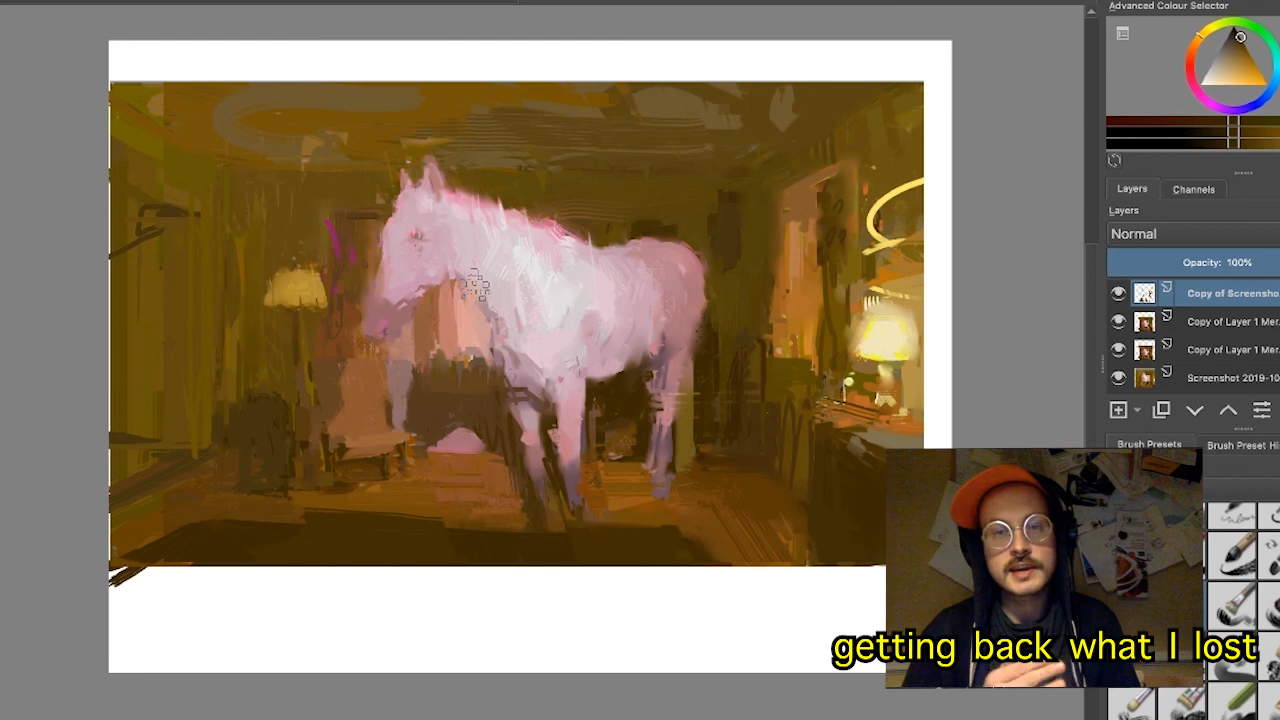 Advanced Colour Selector
Layers
Channels
Layers
Normal
Opacity: 100%
Copy of Screensho
Copy of Layer 1 Mer
Copy of Layer 1 Mer
Screenshot 2019-10
Brush Presets
Brush Preset Hi
getting back what I lost